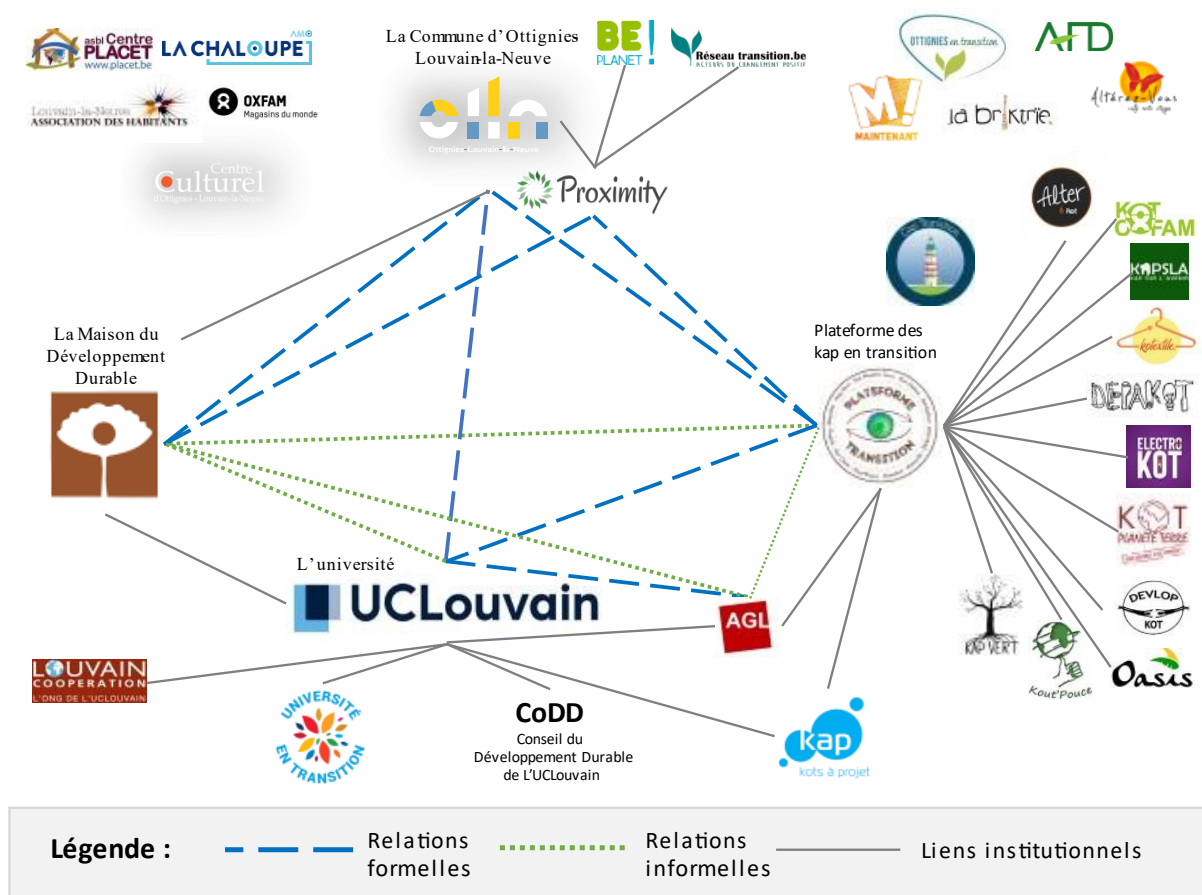 asbl Centre
PLACET
www.placet.be
AMO
LA CHALOUPE
La Commune d'Ottignies
Louvain-la-Neuve
BE !
PLANET
Réseau transition.be
ACTEURS DU CHANGEMENT POSITIF
OTTIGNIES en transition
AFD
Louvain-la-Neuve
ASSOCIATION DES HABITANTS
OXFAM
Magasins du monde
ottln
Ottignies-Louvain-la-Neuve
M!
MAINTENANT
la briktrie
Altérez-Vous
Centre
Culturel
d'Ottignies - Louvain-la-Neuve
Proximity
Alter
Kot
KOT
OXFAM
KAPSLA
kotextile
La Maison du
Développement
Durable
Plateforme des
kap en transition
PLATEFORME
TRANSITION
DEPAKOT
ELECTRO
KOT
KOT
PLANETE TERRE
L'université
UCLouvain
AGL
KAP VERT
DEVLOP
KOT
Kout'Pouce
Oasis
LOUVAIN
COOPERATION
L'ONG DE L'UCLOUVAIN
UNIVERSITÉ
EN TRANSITION
CoDD
Conseil du
Développement Durable
de L'UCLouvain
kap
kots à projet
Légende :
Relations
formelles
Relations
informelles
Liens institutionnels